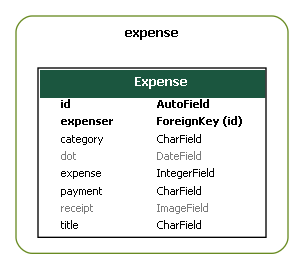 expense
Expense
id AutoField
expenser ForeignKey (id)
category CharField
dot DateField
expense IntegerField
payment CharField
receipt ImageField
title CharField